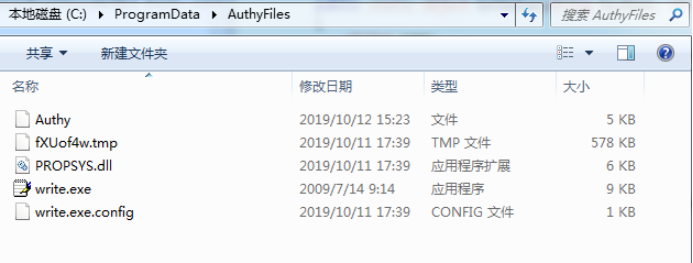 本地磁盘 (C:) ▸ ProgramData ▸ AuthyFiles 搜索 AuthyFiles
共享 新建文件夹
名称 修改日期 类型 大小
Authy 2019/10/12 15:23 文件 5 KB
fXUof4w.tmp 2019/10/11 17:39 TMP 文件 578 KB
PROPSYS.dll 2019/10/11 17:39 应用程序扩展 6 KB
write.exe 2009/7/14 9:14 应用程序 9 KB
write.exe.config 2019/10/11 17:39 CONFIG 文件 1 KB